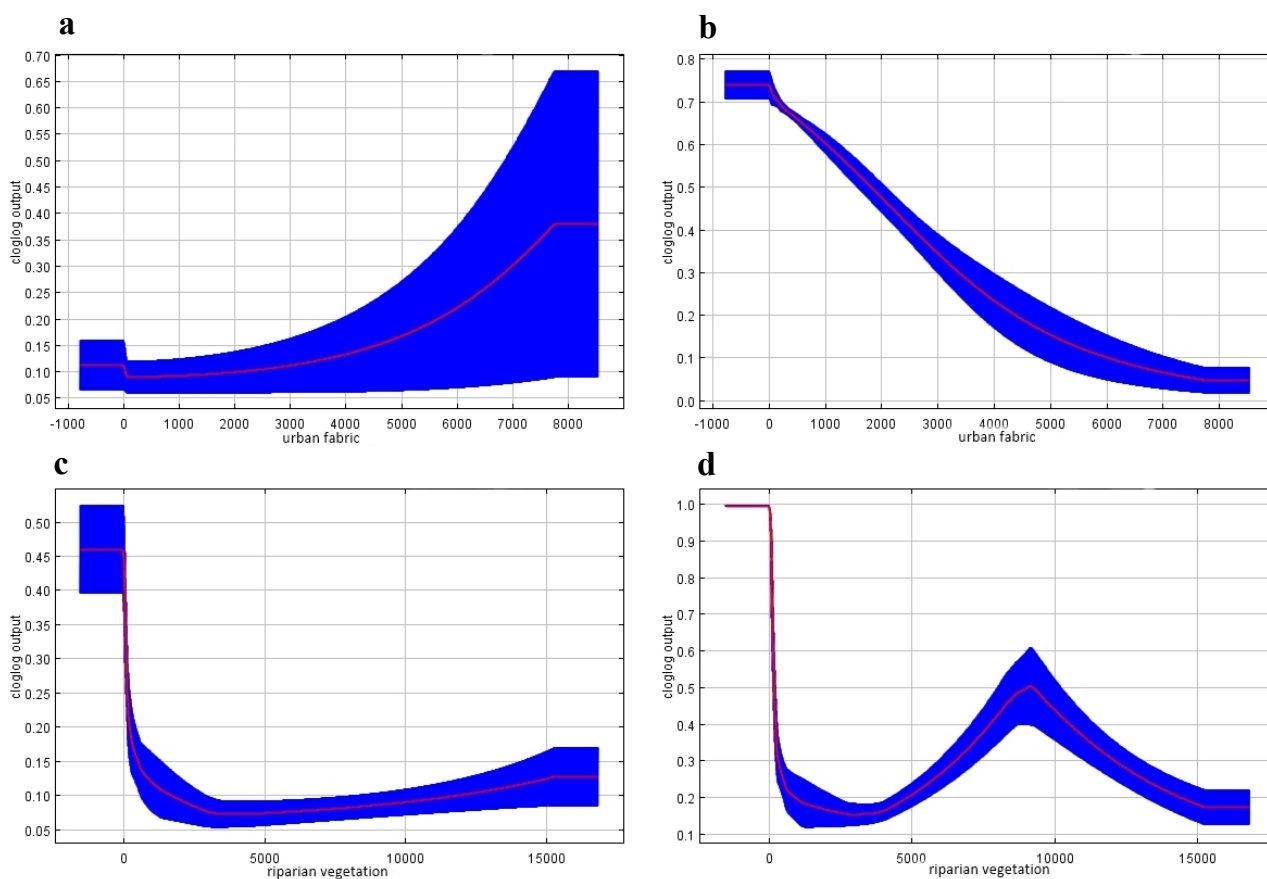 a
b
0.70
0.65
0.60
0.55
0.50
0.45
0.40
0.35
0.30
0.25
0.20
0.15
0.10
0.05
cloglog output
-1000 0 1000 2000 3000 4000 5000 6000 7000 8000
urban fabric
0.8
0.7
0.6
0.5
0.4
0.3
0.2
0.1
0.0
cloglog output
-1000 0 1000 2000 3000 4000 5000 6000 7000 8000
urban fabric
c
d
0.50
0.45
0.40
0.35
0.30
0.25
0.20
0.15
0.10
0.05
cloglog output
0 5000 10000 15000
riparian vegetation
1.0
0.9
0.8
0.7
0.6
0.5
0.4
0.3
0.2
0.1
cloglog output
0 5000 10000 15000
riparian vegetation